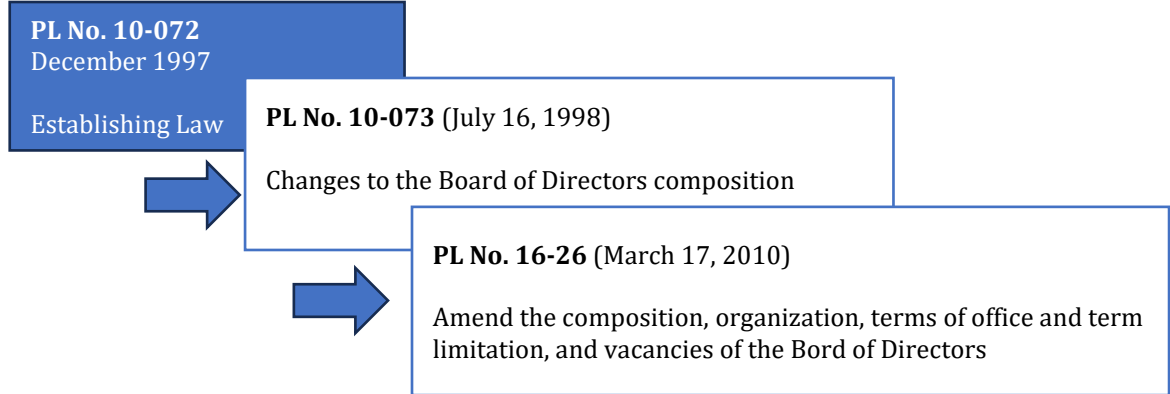 PL No. 10-072
December 1997
Establishing Law
PL No. 10-073 (July 16, 1998)
Changes to the Board of Directors composition
PL No. 16-26 (March 17, 2010)
Amend the composition, organization, terms of office and term
limitation, and vacancies of the Bord of Directors